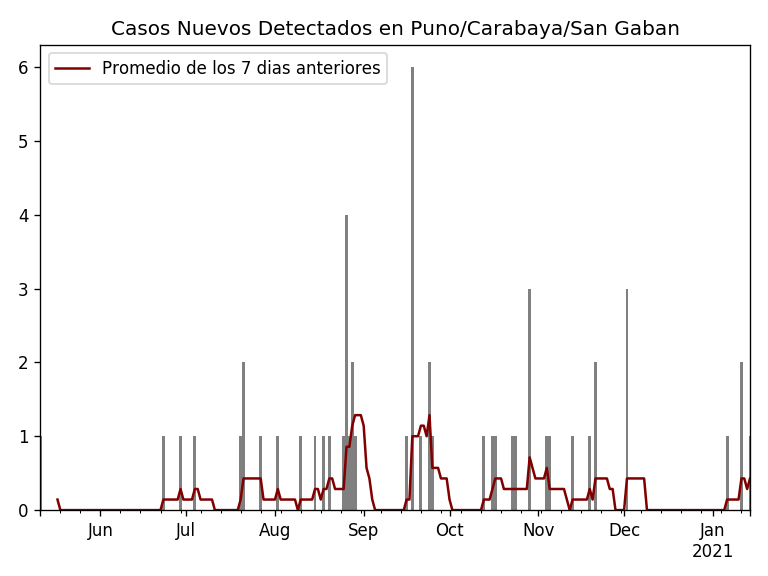 Casos Nuevos Detectados en Puno/Carabaya/San Gaban
Promedio de los 7 dias anteriores
6
5
4
3
2
1
0
Jun Jul Aug Sep Oct Nov Dec Jan
2021